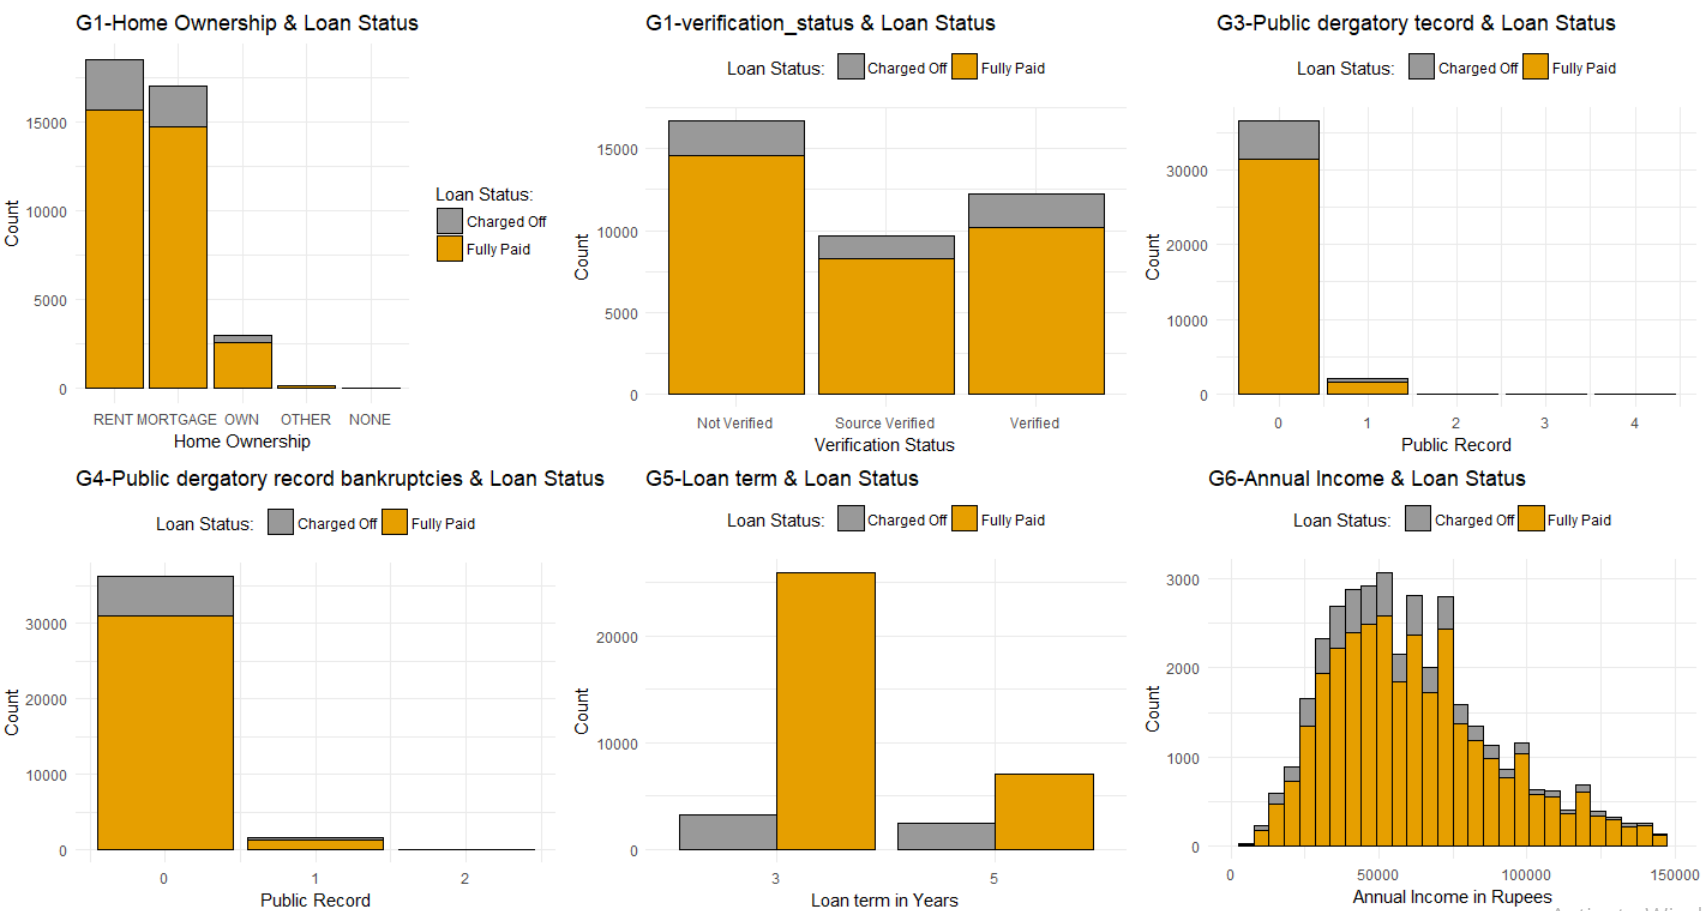 G1-Home Ownership & Loan Status
15000
10000
5000
0
Count
RENT MORTGAGE OWN OTHER NONE
Home Ownership
Loan Status:
Charged Off
Fully Paid
G1-verification_status & Loan Status
Loan Status: Charged Off Fully Paid
15000
10000
5000
0
Count
Not Verified Source Verified Verified
Verification Status
G3-Public dergatory tecord & Loan Status
Loan Status: Charged Off Fully Paid
30000
20000
10000
0
Count
0 1 2 3 4
Public Record
G4-Public dergatory record bankruptcies & Loan Status
Loan Status: Charged Off Fully Paid
30000
20000
10000
0
Count
0 1 2
Public Record
G5-Loan term & Loan Status
Loan Status: Charged Off Fully Paid
20000
10000
0
Count
3 5
Loan term in Years
G6-Annual Income & Loan Status
Loan Status: Charged Off Fully Paid
3000
2000
1000
0
Count
0 50000 100000 150000
Annual Income in Rupees